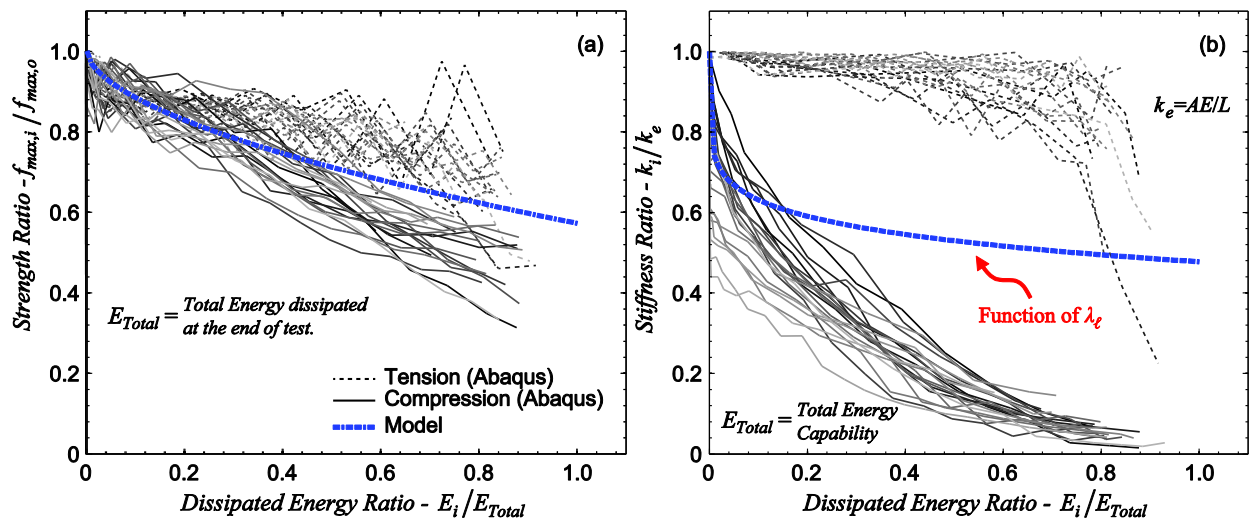 (a)
1.0
0.8
0.6
0.4
0.2
0
Strength Ratio - f_max,i / f_max,o
E_Total = Total Energy dissipated
at the end of test.
Tension (Abaqus)
Compression (Abaqus)
Model
0 0.2 0.4 0.6 0.8 1.0
Dissipated Energy Ratio - E_i / E_Total
(b)
1.0
0.8
0.6
0.4
0.2
0
Stiffness Ratio - k_i / k_e
k_e=AE/L
Function of λ_ℓ
E_Total = Total Energy
Capability
0 0.2 0.4 0.6 0.8 1.0
Dissipated Energy Ratio - E_i / E_Total